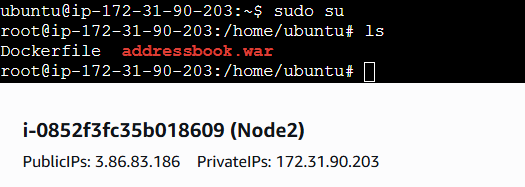 ubuntu@ip-172-31-90-203:~$ sudo su
root@ip-172-31-90-203:/home/ubuntu# ls
Dockerfile  addressbook.war
root@ip-172-31-90-203:/home/ubuntu#
i-0852f3fc35b018609 (Node2)
PublicIPs: 3.86.83.186    PrivateIPs: 172.31.90.203